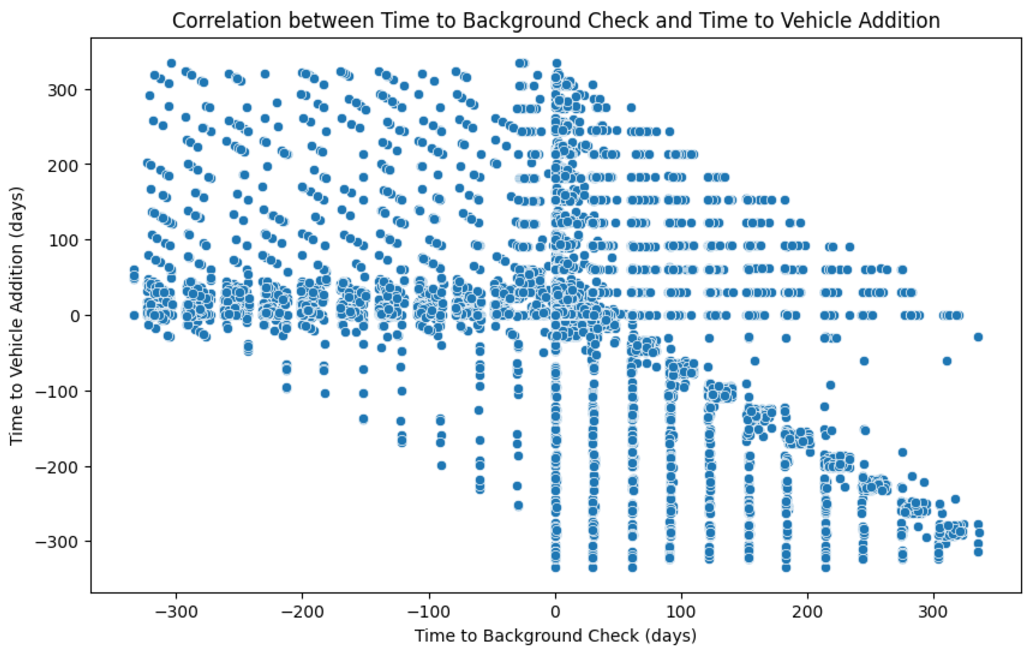 Correlation between Time to Background Check and Time to Vehicle Addition
300
200
100
0
−100
−200
−300
Time to Vehicle Addition (days)
−300 −200 −100 0 100 200 300
Time to Background Check (days)